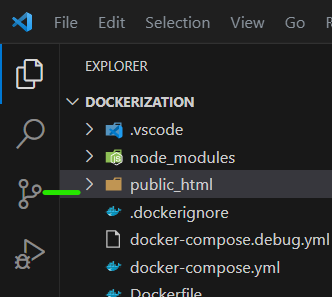 File Edit Selection View Go R
EXPLORER
DOCKERIZATION
.vscode
node_modules
public_html
.dockerignore
docker-compose.debug.yml
docker-compose.yml
Dockerfile